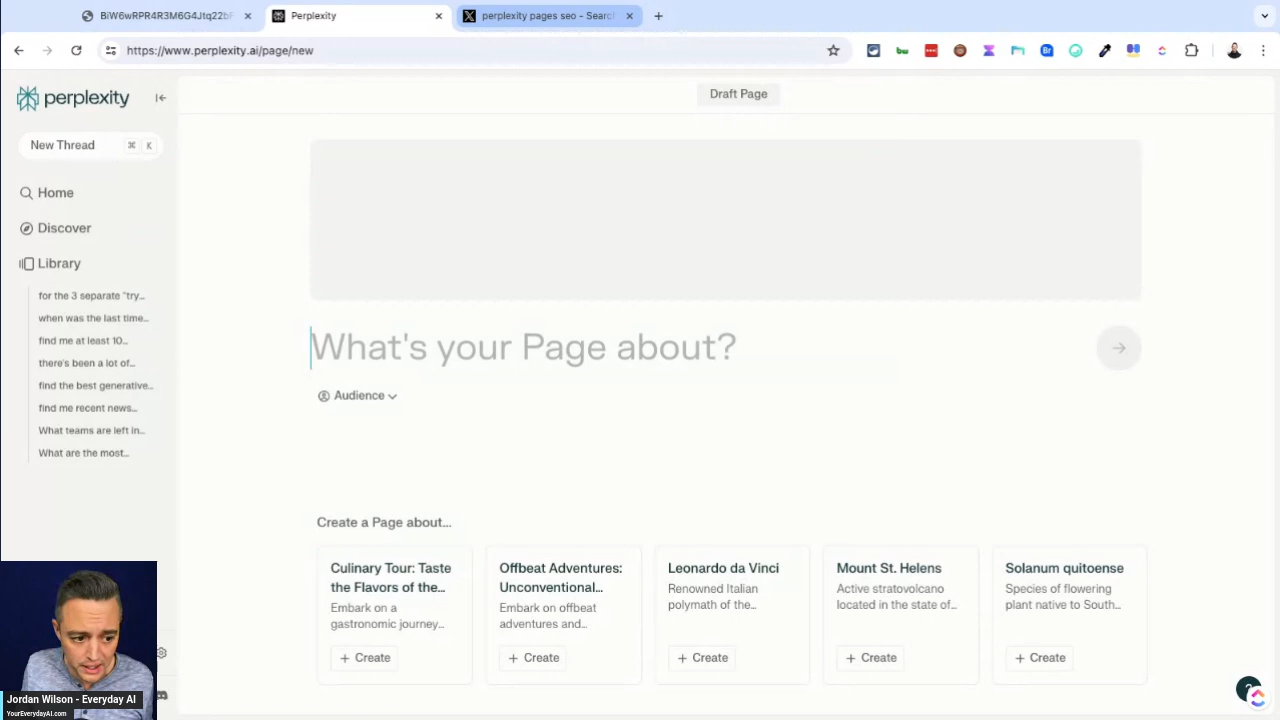 BiW6wRPR4R3M6G4Jtq22bF
Perplexity
perplexity pages seo - Searc
https://www.perplexity.ai/page/new
Br
perplexity
Draft Page
New Thread
⌘ K
Home
Discover
Library
for the 3 separate "try...
when was the last time...
find me at least 10...
there's been a lot of...
find the best generative...
find me recent news...
What teams are left in...
What are the most...
What's your Page about?
Audience
Create a Page about...
Culinary Tour: Taste
the Flavors of the...
Embark on a
gastronomic journey...
+ Create
Offbeat Adventures:
Unconventional...
Embark on offbeat
adventures and...
+ Create
Leonardo da Vinci
Renowned Italian
polymath of the...
+ Create
Mount St. Helens
Active stratovolcano
located in the state of...
+ Create
Solanum quitoense
Species of flowering
plant native to South...
+ Create
Jordan Wilson - Everyday AI
YourEverydayAI.com